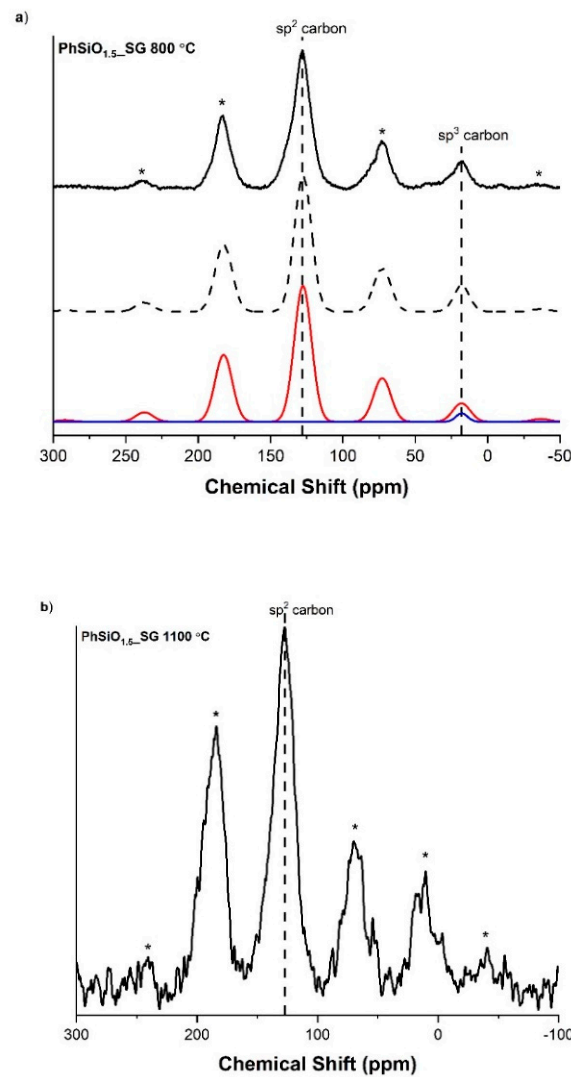 a)
PhSiO₁.₅_SG 800 °C
sp² carbon
sp³ carbon
*
*
*
*
300 250 200 150 100 50 0 -50
Chemical Shift (ppm)
b)
PhSiO₁.₅_SG 1100 °C
sp² carbon
*
*
*
*
*
300 200 100 0 -100
Chemical Shift (ppm)